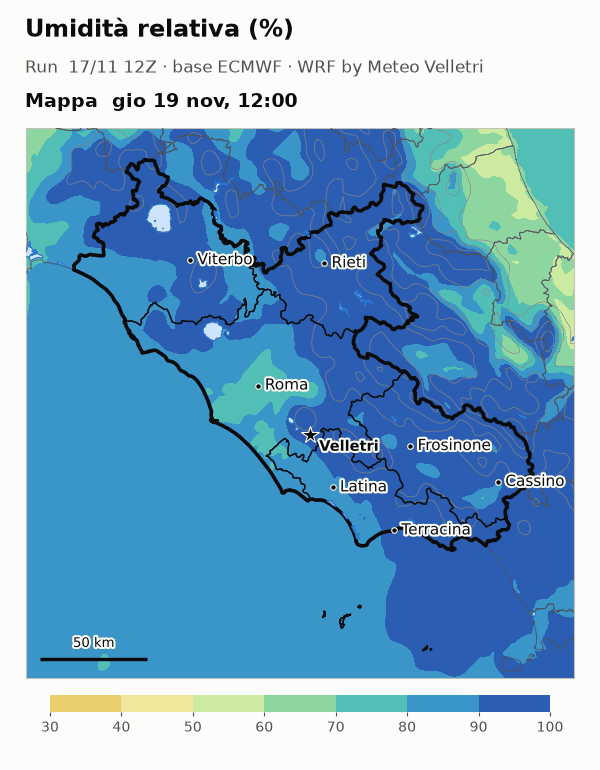 Umidità relativa (%)
Run  17/11 12Z · base ECMWF · WRF by Meteo Velletri
Mappa  gio 19 nov, 12:00
Viterbo
Rieti
Roma
Velletri
Frosinone
Latina
Cassino
Terracina
50 km
30 40 50 60 70 80 90 100